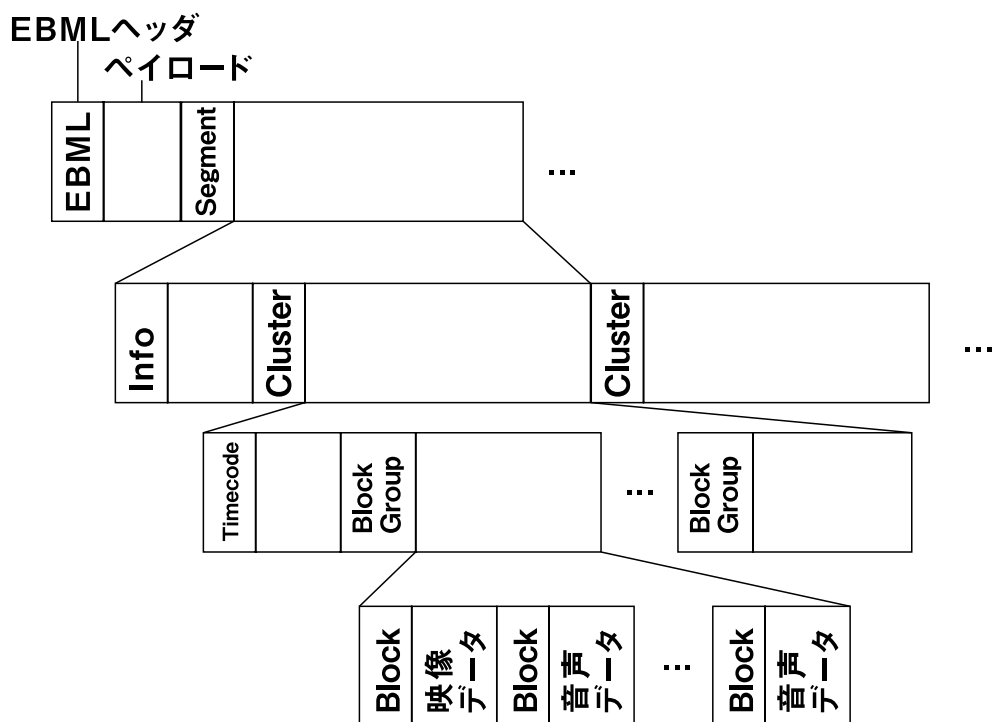 EBMLヘッダ
ペイロード
EBML
Segment
...
Info
Cluster
Cluster
...
Timecode
Block
Group
...
Block
Group
Block
映像
データ
Block
音声
データ
...
Block
音声
データ